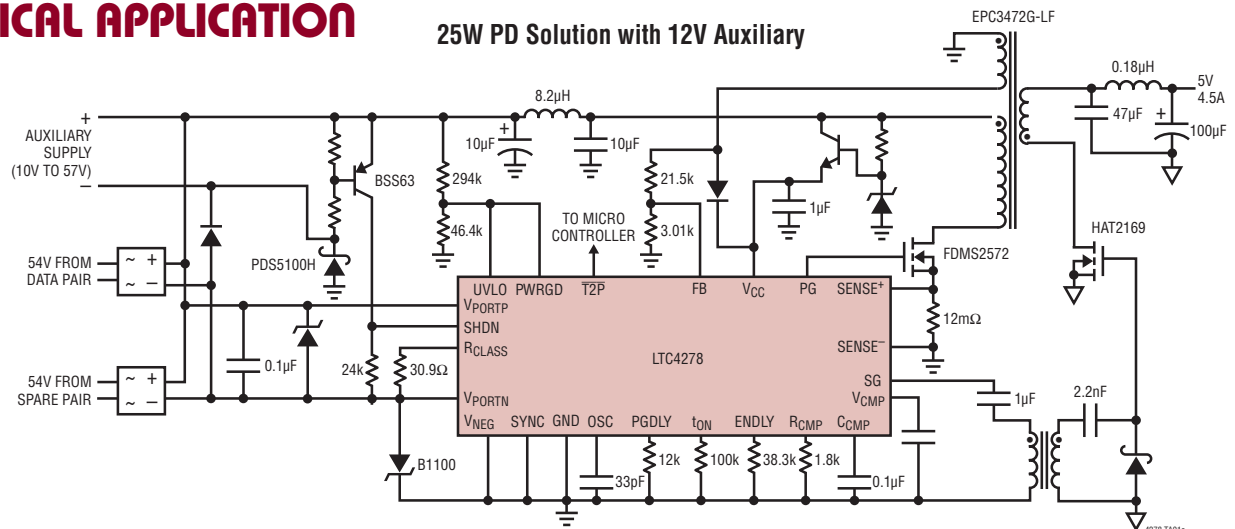 ICAL APPLICATION
25W PD Solution with 12V Auxiliary
EPC3472G-LF
+
AUXILIARY
SUPPLY
(10V TO 57V)
−
8.2µH
0.18µH
5V
4.5A
10µF
+
10µF
47µF
+
100µF
BSS63
294k
46.4k
21.5k
3.01k
1µF
TO MICRO
CONTROLLER
HAT2169
PDS5100H
FDMS2572
54V FROM
DATA PAIR
~ +
~ −
UVLO PWRGD T2P FB VCC PG SENSE+
VPORTP
SHDN
RCLASS
LTC4278
12mΩ
SENSE−
0.1µF
24k
30.9Ω
SG
VCMP
1µF
2.2nF
54V FROM
SPARE PAIR
~ +
~ −
VPORTN
VNEG SYNC GND OSC PGDLY tON ENDLY RCMP CCMP
B1100
33pF
12k
100k
38.3k
1.8k
0.1µF
4278 TA01a